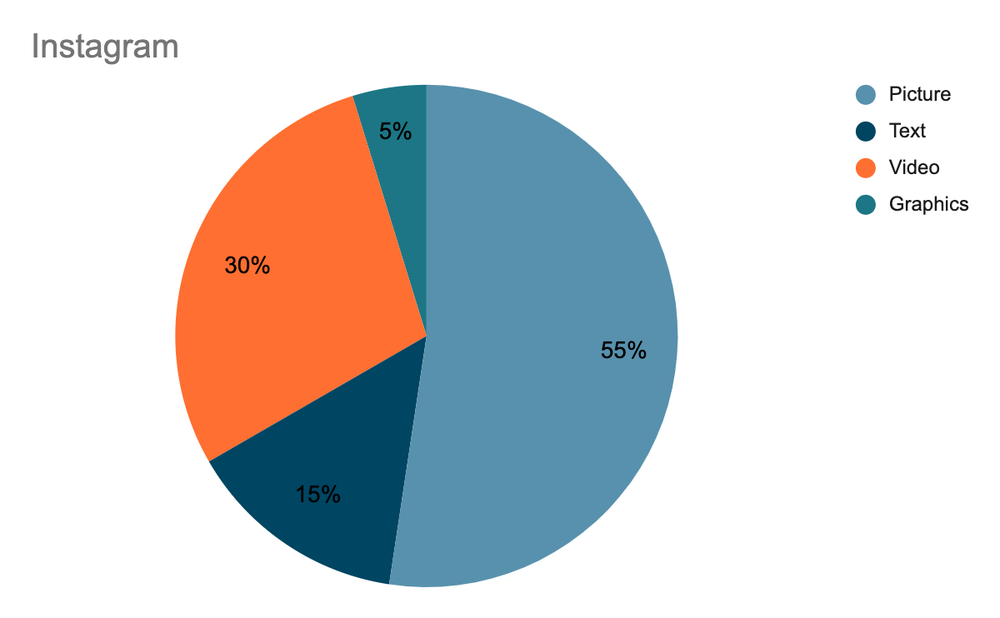 Instagram
Picture
Text
Video
Graphics
5%
30%
55%
15%